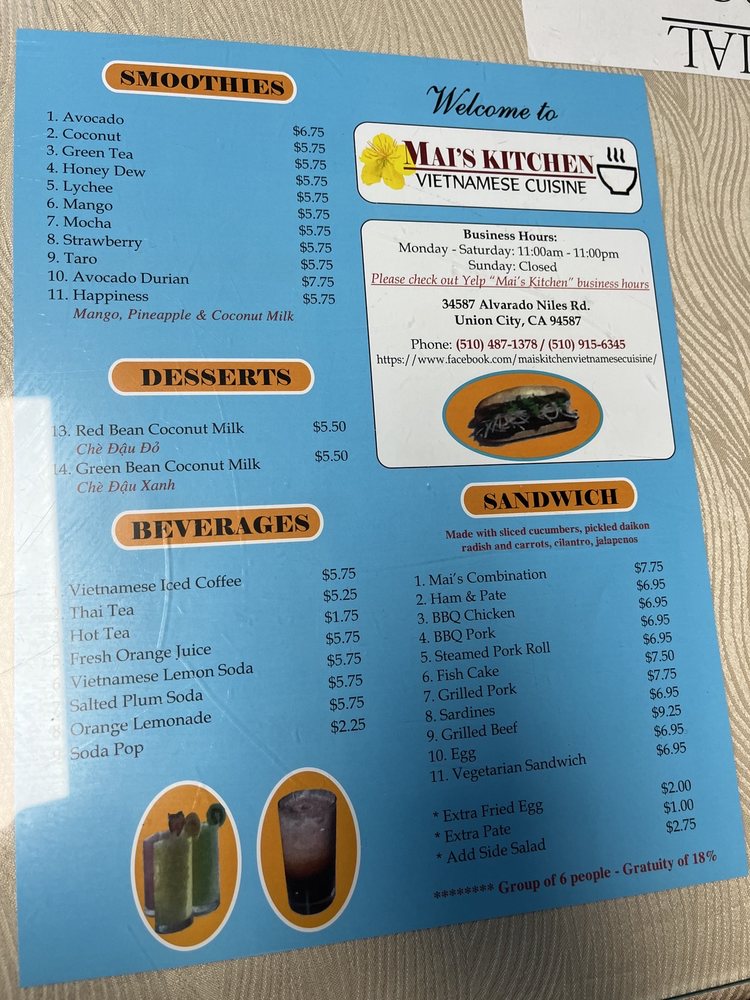 SMOOTHIES
1. Avocado $6.75
2. Coconut $5.75
3. Green Tea $5.75
4. Honey Dew $5.75
5. Lychee $5.75
6. Mango $5.75
7. Mocha $5.75
8. Strawberry $5.75
9. Taro $5.75
10. Avocado Durian $7.75
11. Happiness $5.75
Mango, Pineapple & Coconut Milk
DESSERTS
13. Red Bean Coconut Milk $5.50
Chè Đậu Đỏ
14. Green Bean Coconut Milk $5.50
Chè Đậu Xanh
BEVERAGES
Vietnamese Iced Coffee $5.75
Thai Tea $5.25
Hot Tea $1.75
Fresh Orange Juice $5.75
Vietnamese Lemon Soda $5.75
Salted Plum Soda $5.75
Orange Lemonade $5.75
Soda Pop $2.25
Welcome to
MAI'S KITCHEN
VIETNAMESE CUISINE
Business Hours:
Monday - Saturday: 11:00am - 11:00pm
Sunday: Closed
Please check out Yelp "Mai's Kitchen" business hours
34587 Alvarado Niles Rd.
Union City, CA 94587
Phone: (510) 487-1378 / (510) 915-6345
https://www.facebook.com/maiskitchenvietnamesecuisine/
SANDWICH
Made with sliced cucumbers, pickled daikon
radish and carrots, cilantro, jalapenos
1. Mai's Combination $7.75
2. Ham & Pate $6.95
3. BBQ Chicken $6.95
4. BBQ Pork $6.95
5. Steamed Pork Roll $6.95
6. Fish Cake $7.50
7. Grilled Pork $7.75
8. Sardines $6.95
9. Grilled Beef $9.25
10. Egg $6.95
11. Vegetarian Sandwich $6.95
* Extra Fried Egg $2.00
* Extra Pate $1.00
* Add Side Salad $2.75
******** Group of 6 people - Gratuity of 18%